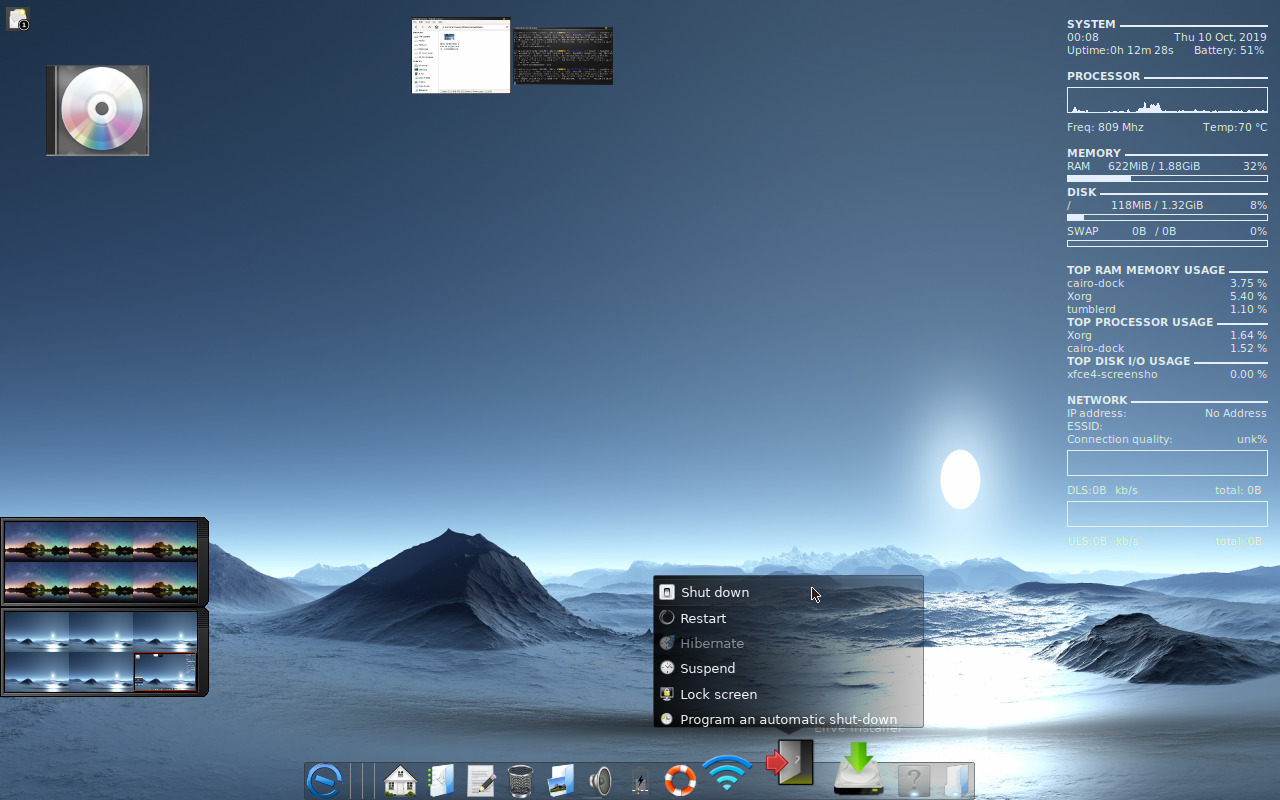 1
SYSTEM
00:08 Thu 10 Oct, 2019
Uptime:0h 12m 28s Battery: 51%
PROCESSOR
Freq: 809 Mhz Temp:70 °C
MEMORY
RAM 622MiB / 1.88GiB 32%
DISK
/ 118MiB / 1.32GiB 8%
SWAP 0B / 0B 0%
TOP RAM MEMORY USAGE
cairo-dock 3.75 %
Xorg 5.40 %
tumblerd 1.10 %
TOP PROCESSOR USAGE
Xorg 1.64 %
cairo-dock 1.52 %
TOP DISK I/O USAGE
xfce4-screensho 0.00 %
NETWORK
IP address: No Address
ESSID:
Connection quality: unk%
DLS:0B kb/s total: 0B
ULS:0B kb/s total: 0B
Shut down
Restart
Hibernate
Suspend
Lock screen
Program an automatic shut-down
Elive Installer
?